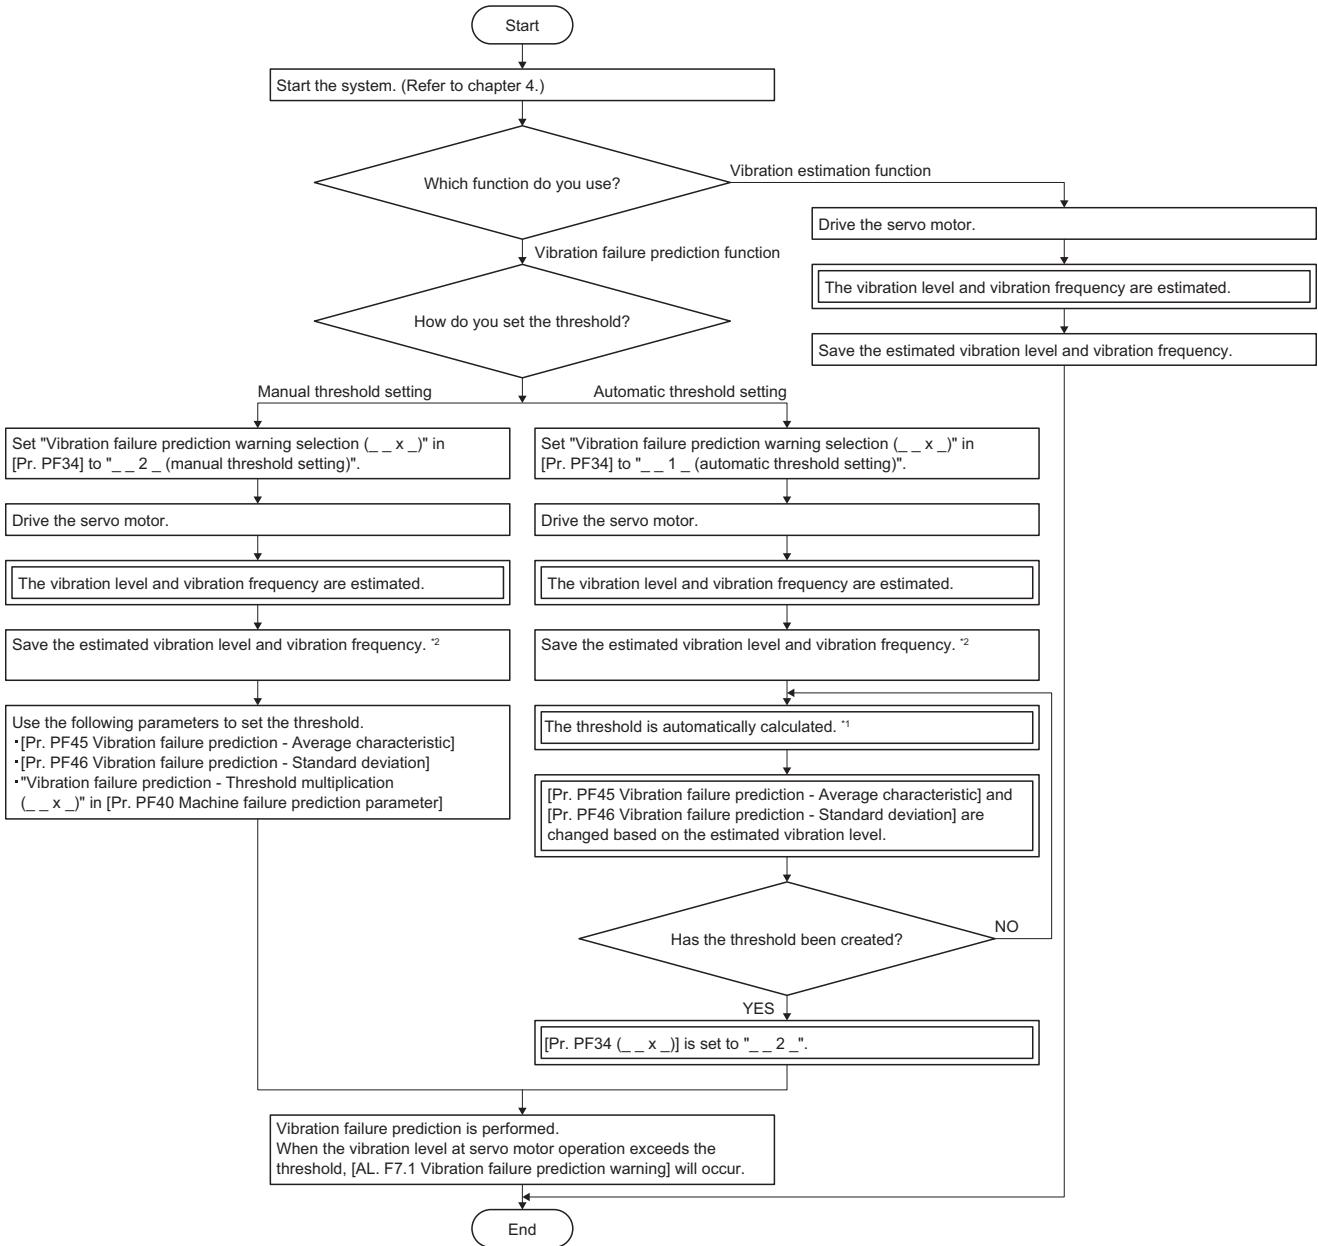 Start
Start the system. (Refer to chapter 4.)
Which function do you use?
Vibration estimation function
Drive the servo motor.
The vibration level and vibration frequency are estimated.
Save the estimated vibration level and vibration frequency.
Vibration failure prediction function
How do you set the threshold?
Manual threshold setting
Automatic threshold setting
Set "Vibration failure prediction warning selection (_ _ x _)" in
[Pr. PF34] to "_ _ 2 _ (manual threshold setting)".
Drive the servo motor.
The vibration level and vibration frequency are estimated.
Save the estimated vibration level and vibration frequency. *2
Use the following parameters to set the threshold.
▪[Pr. PF45 Vibration failure prediction - Average characteristic]
▪[Pr. PF46 Vibration failure prediction - Standard deviation]
▪"Vibration failure prediction - Threshold multiplication
(_ _ x _)" in [Pr. PF40 Machine failure prediction parameter]
Set "Vibration failure prediction warning selection (_ _ x _)" in
[Pr. PF34] to "_ _ 1 _ (automatic threshold setting)".
Drive the servo motor.
The vibration level and vibration frequency are estimated.
Save the estimated vibration level and vibration frequency. *2
The threshold is automatically calculated. *1
[Pr. PF45 Vibration failure prediction - Average characteristic] and
[Pr. PF46 Vibration failure prediction - Standard deviation] are
changed based on the estimated vibration level.
Has the threshold been created?
NO
YES
[Pr. PF34 (_ _ x _)] is set to "_ _ 2 _".
Vibration failure prediction is performed.
When the vibration level at servo motor operation exceeds the
threshold, [AL. F7.1 Vibration failure prediction warning] will occur.
End